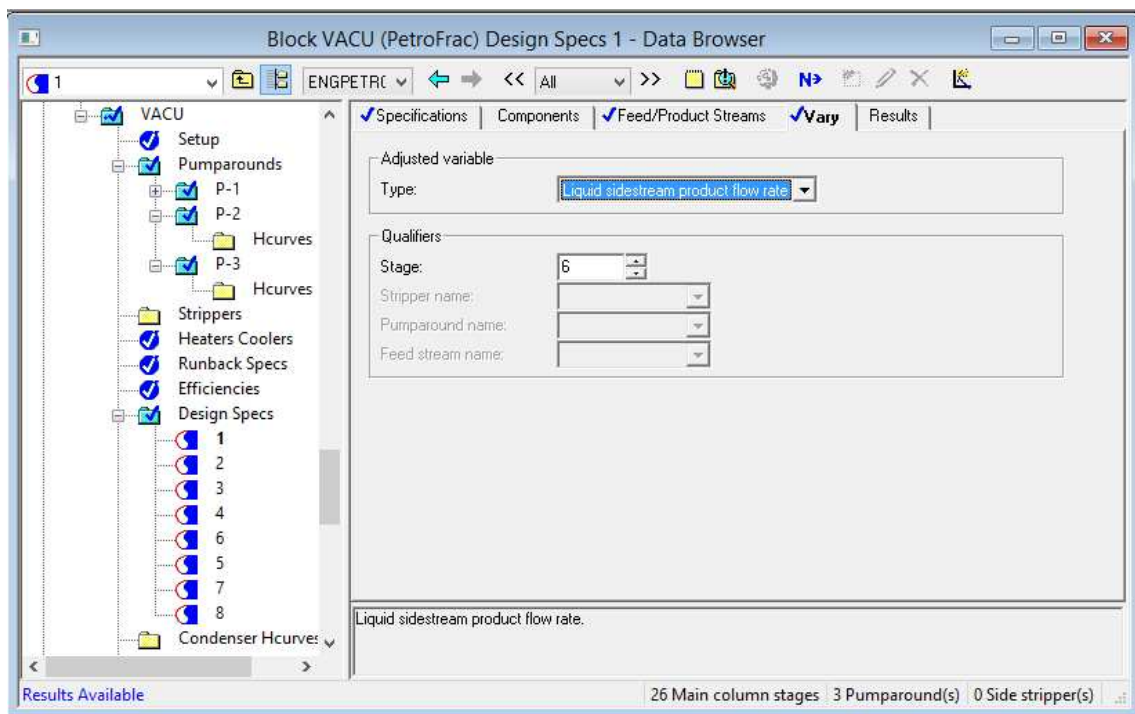 Block VACU (PetroFrac) Design Specs 1 - Data Browser
1
ENGPETRC
<<
All
>>
N
VACU
Setup
Pumparounds
P-1
P-2
Hcurves
P-3
Hcurves
Strippers
Heaters Coolers
Runback Specs
Efficiencies
Design Specs
1
2
3
4
6
5
7
8
Condenser Hcurves
Specifications
Components
Feed/Product Streams
Vary
Results
Adjusted variable
Type:
Liquid sidestream product flow rate
Qualifiers
Stage:
6
Stripper name:
Pumparound name:
Feed stream name:
Liquid sidestream product flow rate.
Results Available
26 Main column stages
3 Pumparound(s)
0 Side stripper(s)